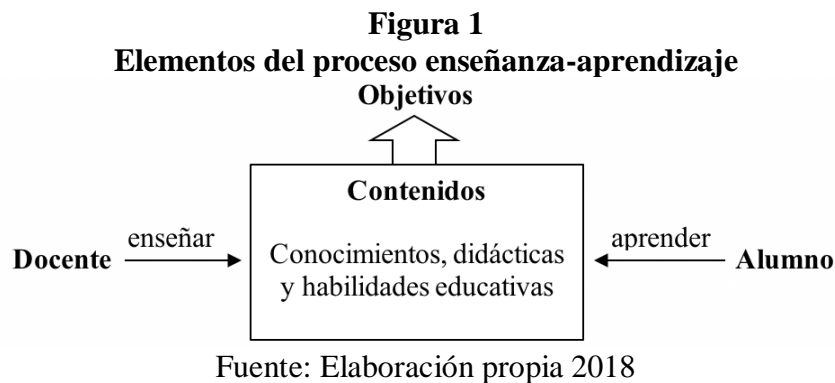 Figura 1
Elementos del proceso enseñanza-aprendizaje
Objetivos
Contenidos
Docente enseñar Conocimientos, didácticas aprender Alumno
y habilidades educativas
Fuente: Elaboración propia 2018